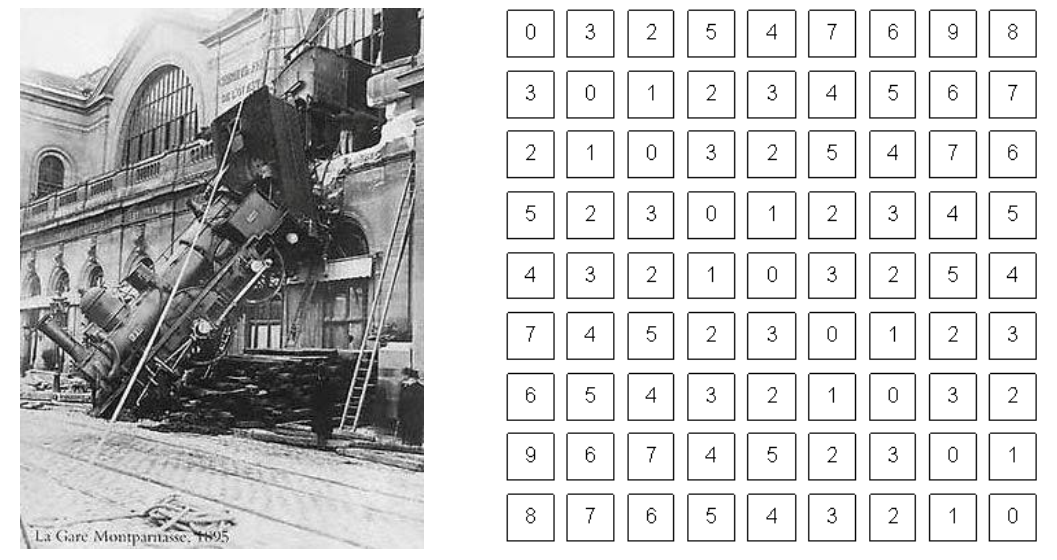 DE L'OUEST
La Gare Montparnasse, 1895
0 3 2 5 4 7 6 9 8
3 0 1 2 3 4 5 6 7
2 1 0 3 2 5 4 7 6
5 2 3 0 1 2 3 4 5
4 3 2 1 0 3 2 5 4
7 4 5 2 3 0 1 2 3
6 5 4 3 2 1 0 3 2
9 6 7 4 5 2 3 0 1
8 7 6 5 4 3 2 1 0